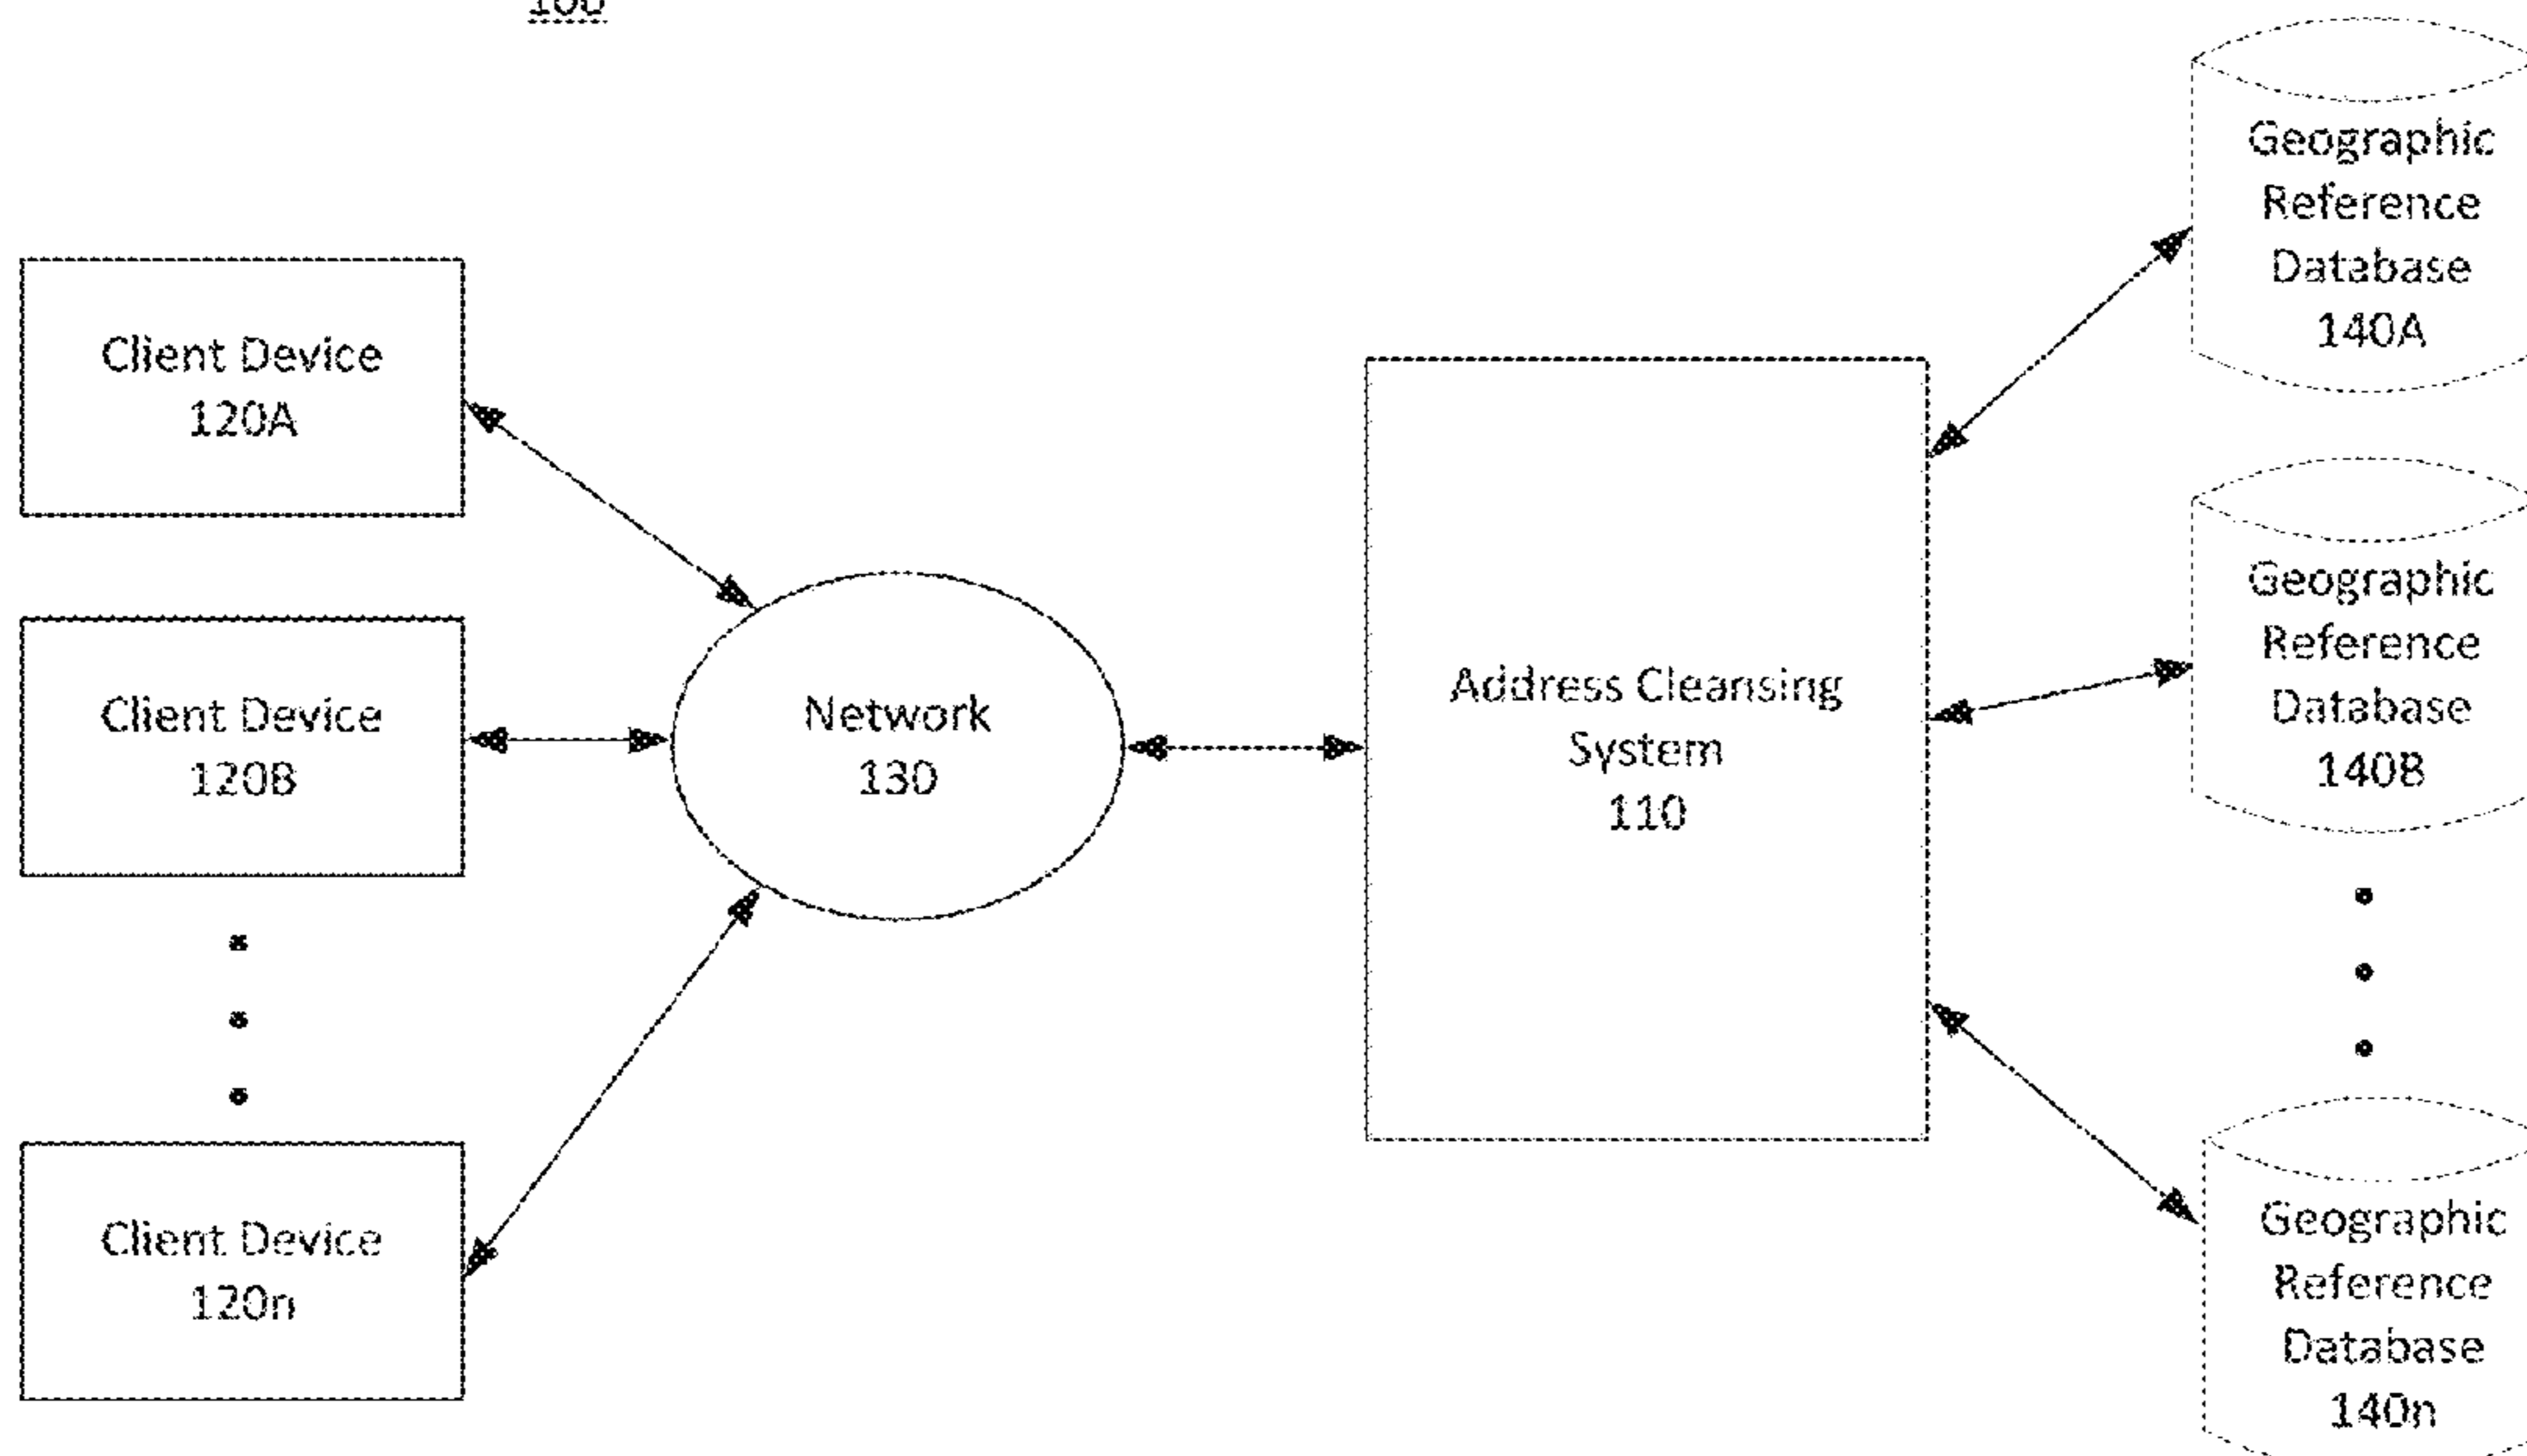 100
Client Device
120A
Client Device
120B
Client Device
120n
Network
130
Address Cleansing
System
110
Geographic
Reference
Database
140A
Geographic
Reference
Database
140B
Geographic
Reference
Database
140n